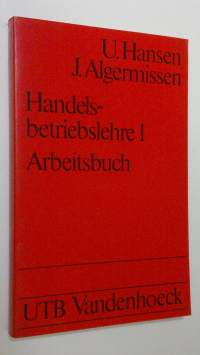 U. Hansen
J. Algermissen
Handels-
betriebslehre 1
Arbeitsbuch
UTB Vandenhoeck